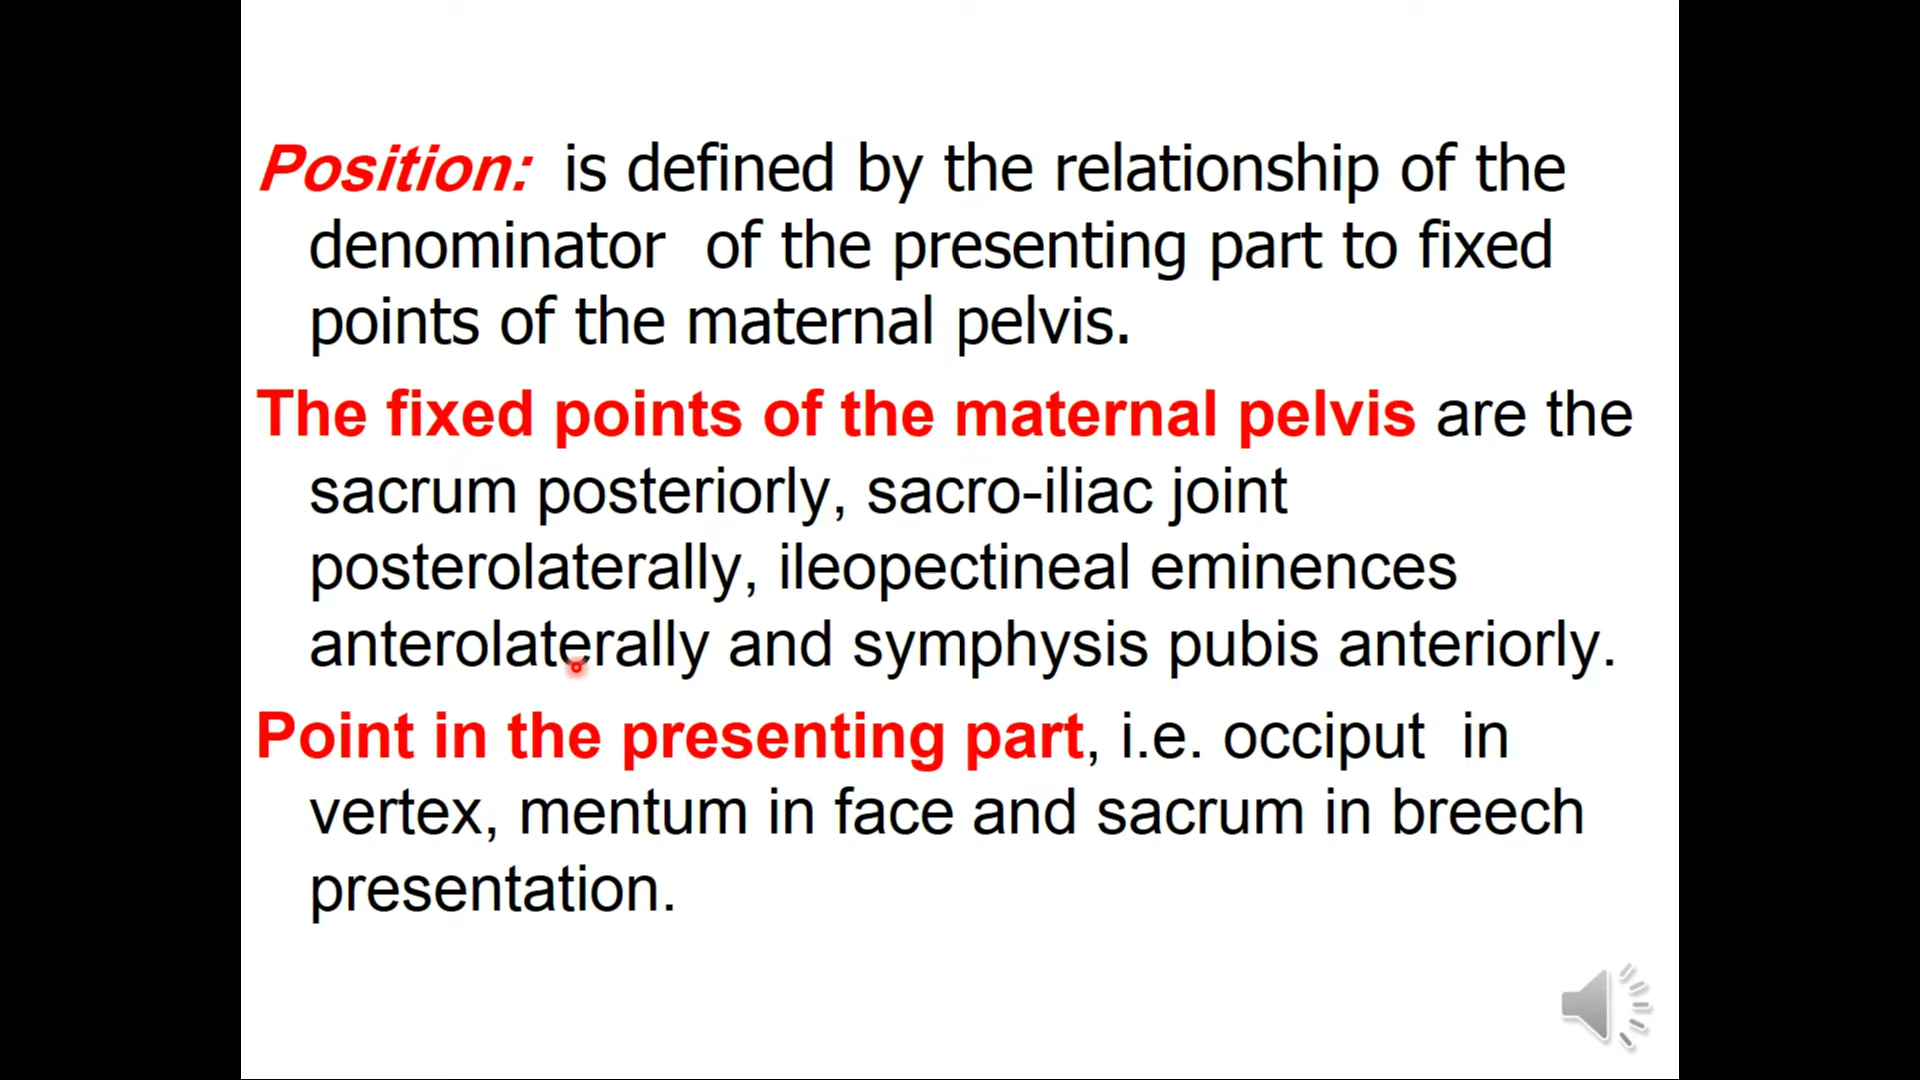 Position: is defined by the relationship of the
denominator of the presenting part to fixed
points of the maternal pelvis.
The fixed points of the maternal pelvis are the
sacrum posteriorly, sacro-iliac joint
posterolaterally, ileopectineal eminences
anterolaterally and symphysis pubis anteriorly.
Point in the presenting part, i.e. occiput in
vertex, mentum in face and sacrum in breech
presentation.